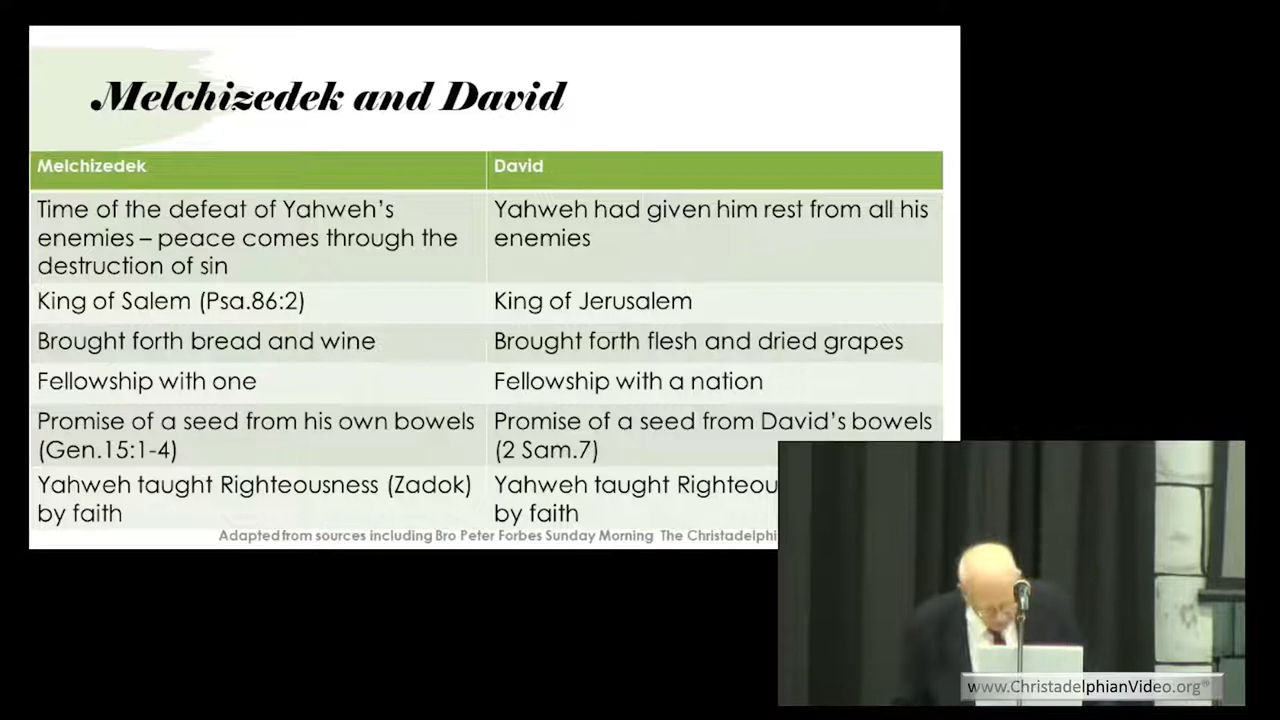 Melchizedek and David
Melchizedek
David
Time of the defeat of Yahweh's
enemies – peace comes through the
destruction of sin
Yahweh had given him rest from all his
enemies
King of Salem (Psa.86:2)
King of Jerusalem
Brought forth bread and wine
Brought forth flesh and dried grapes
Fellowship with one
Fellowship with a nation
Promise of a seed from his own bowels
(Gen.15:1-4)
Promise of a seed from David's bowels
(2 Sam.7)
Yahweh taught Righteousness (Zadok)
by faith
Yahweh taught Righteou
by faith
Adapted from sources including Bro Peter Forbes Sunday Morning The Christadelphi
www.ChristadelphianVideo.org®